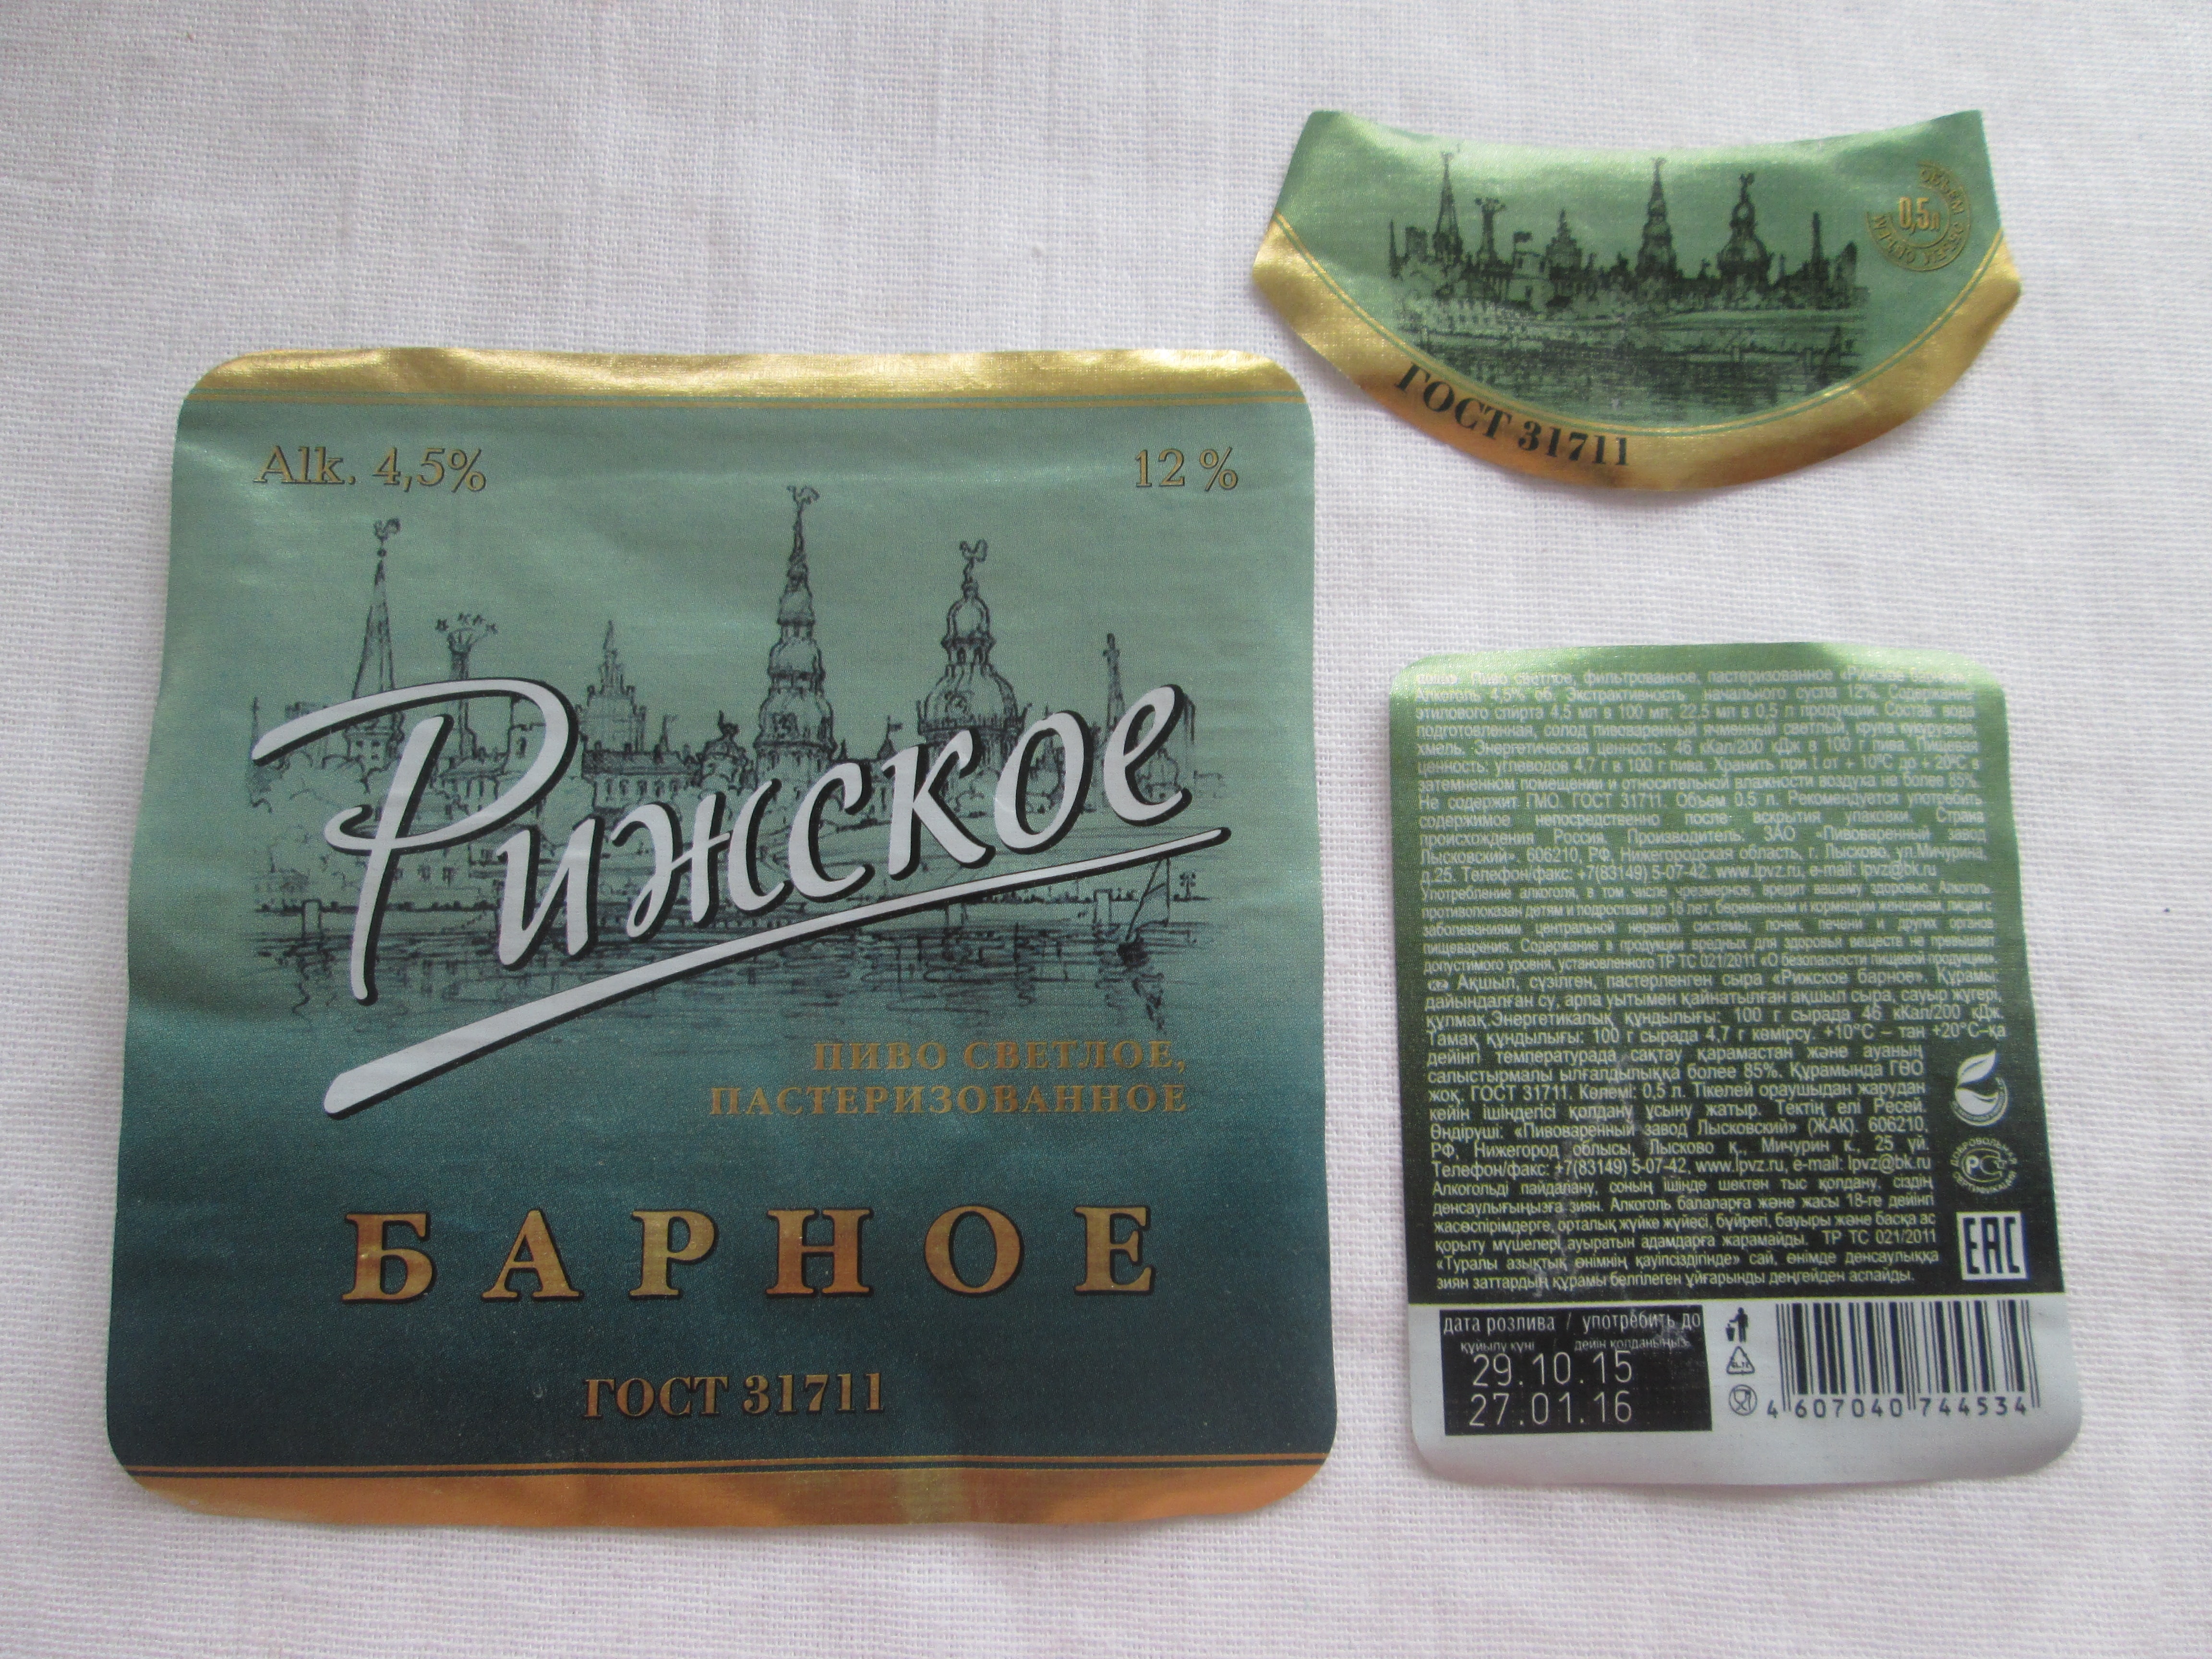 Alk. 4,5%
12 %
Рижское
ПИВО СВЕТЛОЕ,
ПАСТЕРИЗОВАННОЕ
БАРНОЕ
ГОСТ 31711
0,5л
ГОСТ 31711
Пиво светлое, фильтрованное, пастеризованное «Рижское барное».
Алкоголь 4,5% об. Экстрактивность начального сусла 12%. Содержание
этилового спирта 4,5 мл в 100 мл; 22,5 мл в 0,5 л продукции. Состав: вода
подготовленная, солод пивоваренный ячменный светлый, крупа кукурузная,
хмель. Энергетическая ценность: 46 кКал/200 кДж в 100 г пива. Пищевая
ценность: углеводов 4,7 г в 100 г пива. Хранить при t от + 10°С до + 20°С в
затемненном помещении и относительной влажности воздуха не более 85%.
Не содержит ГМО. ГОСТ 31711. Объем 0,5 л. Рекомендуется употребить
содержимое непосредственно после вскрытия упаковки. Страна
происхождения Россия. Производитель: ЗАО «Пивоваренный завод
Лысковский». 606210, РФ, Нижегородская область, г. Лысково, ул.Мичурина,
д.25. Телефон/факс: +7(83149) 5-07-42. www.lpvz.ru, e-mail: lpvz@bk.ru
Употребление алкоголя, в том числе чрезмерное, вредит вашему здоровью. Алкоголь
противопоказан детям и подросткам до 18 лет, беременным и кормящим женщинам, лицам с
заболеваниями центральной нервной системы, почек, печени и других органов
пищеварения. Содержание в продукции вредных для здоровья веществ не превышает
допустимого уровня, установленного ТР ТС 021/2011 «О безопасности пищевой продукции».
Ақшыл, сүзілген, пастерленген сыра «Рижское барное». Құрамы:
дайындалған су, арпа уытымен қайнатылған ақшыл сыра, сауыр жүгері,
құлмақ.Энергетикалық құндылығы: 100 г сырада 46 кКал/200 кДж.
Тамақ құндылығы: 100 г сырада 4,7 г көмірсу. +10°С – тан +20°С–қа
дейінгі температурада сақтау қарамастан және ауаның
салыстырмалы ылғалдылыққа более 85%. Құрамында ГӨО
жоқ. ГОСТ 31711. Көлемі: 0,5 л. Тікелей ораушыдан жарудан
кейін ішіндегісі қолдану ұсыну жатыр. Тектің елі Ресей.
Өндіруші: «Пивоваренный завод Лысковский» (ЖАК). 606210,
РФ, Нижегород облысы, Лысково қ., Мичурин к., 25 үй.
Телефон/факс: +7(83149) 5-07-42, www.lpvz.ru, e-mail: lpvz@bk.ru
Алкогольді пайдалану, соның ішінде шектен тыс қолдану, сіздің
денсаулығыңызға зиян. Алкоголь балаларға және жасы 18-ге дейінгі
жасөспірімдерге, орталық жүйке жүйесі, бүйрегі, бауыры және басқа ас
қорыту мүшелері ауыратын адамдарға жарамайды. ТР ТС 021/2011
«Туралы азықтық өнімнің қауіпсіздігінде» сай, өнімде денсаулыққа
зиян заттардың құрамы белгілеген ұйғарынды деңгейден аспайды.
ДОБРОВОЛЬНАЯ
СЕРТИФИКАЦИЯ
EAC
дата розлива / употребить до
құйылу күні дейін қолданыңыз
29.10.15
27.01.16
4 607040 744534